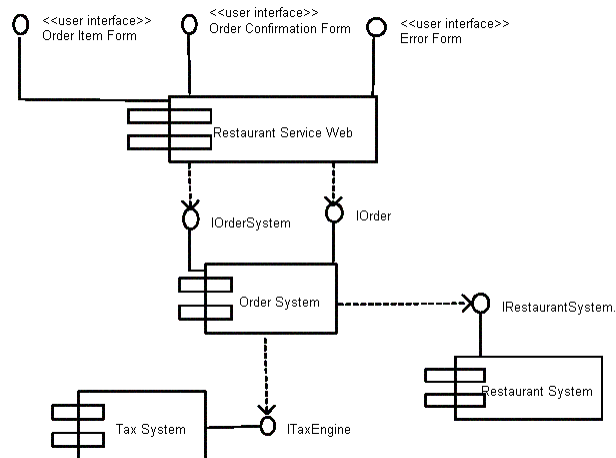 <<user interface>>
Order Item Form
<<user interface>>
Order Confirmation Form
<<user interface>>
Error Form
Restaurant Service Web
IOrderSystem
IOrder
Order System
IRestaurantSystem.
Restaurant System
Tax System
ITaxEngine